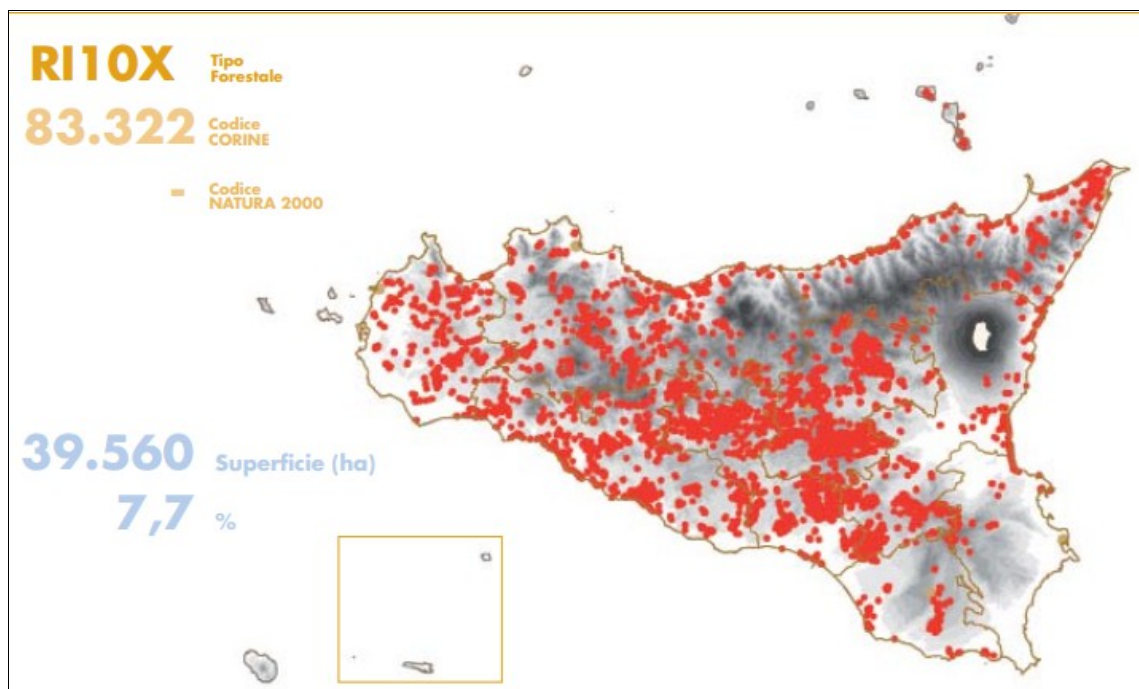 RI10X
Tipo
Forestale
83.322
Codice
CORINE
-
Codice
NATURA 2000
39.560 Superficie (ha)
7,7 %